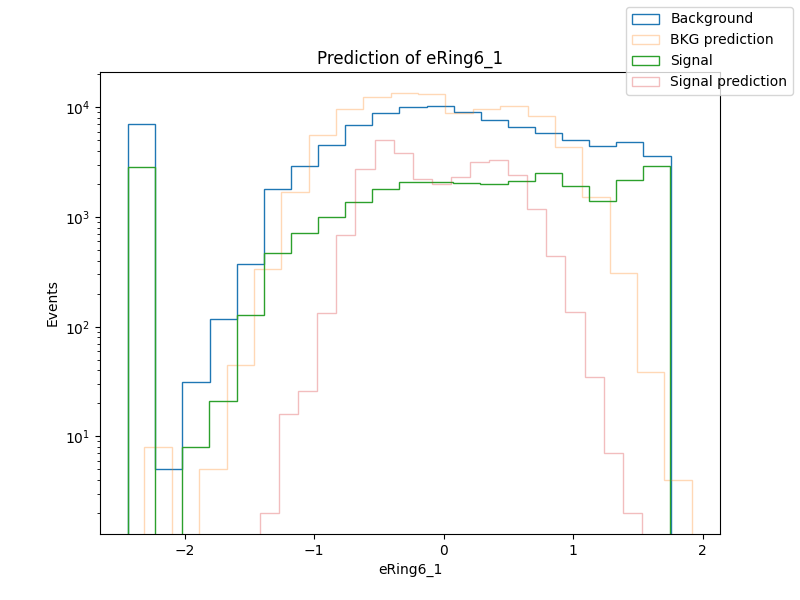 Prediction of eRing6_1
Background
BKG prediction
Signal
Signal prediction
Events
10⁴
10³
10²
10¹
−2
−1
0
1
2
eRing6_1